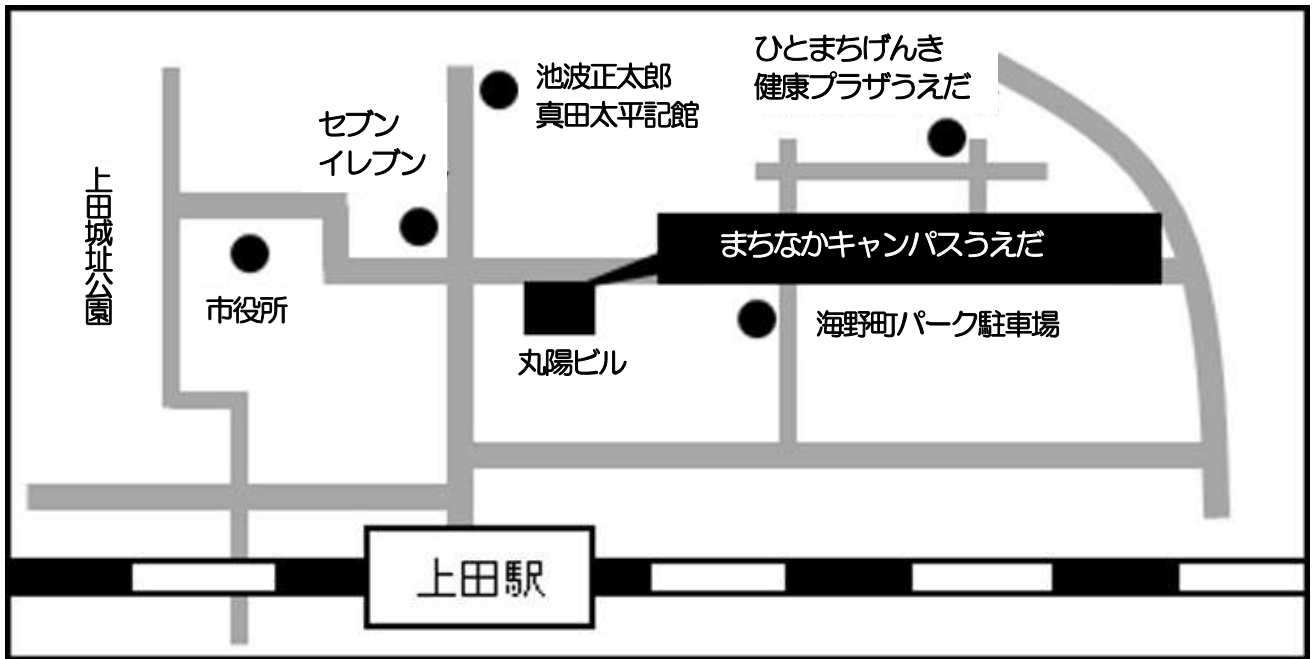 ひとまちげんき
健康プラザうえだ
池波正太郎
真田太平記館
セブン
イレブン
上田城址公園
まちなかキャンパスうえだ
市役所
海野町パーク駐車場
丸陽ビル
上田駅